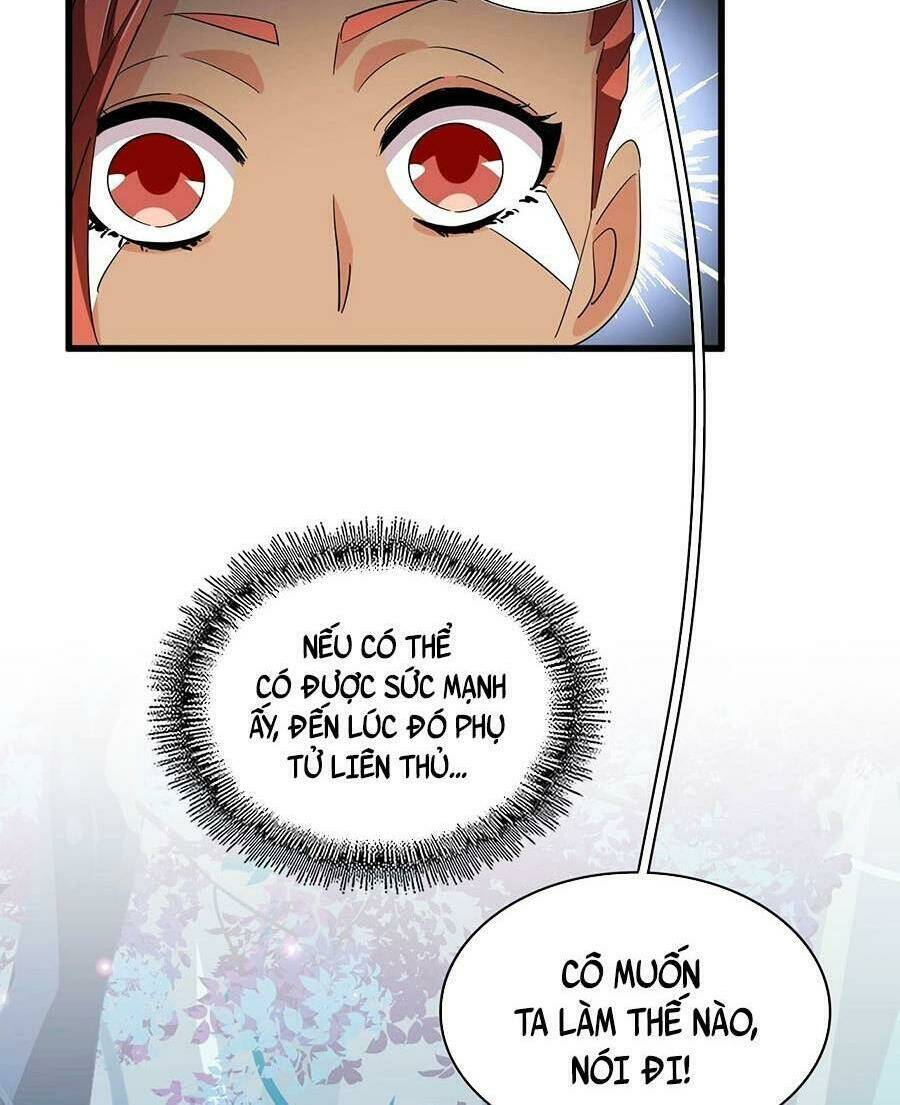 NẾU CÓ THỂ
CÓ ĐƯỢC SỨC MẠNH
ẤY, ĐẾN LÚC ĐÓ PHỤ
TỬ LIÊN THỦ...
CÔ MUỐN
TA LÀM THẾ NÀO,
NÓI ĐI!